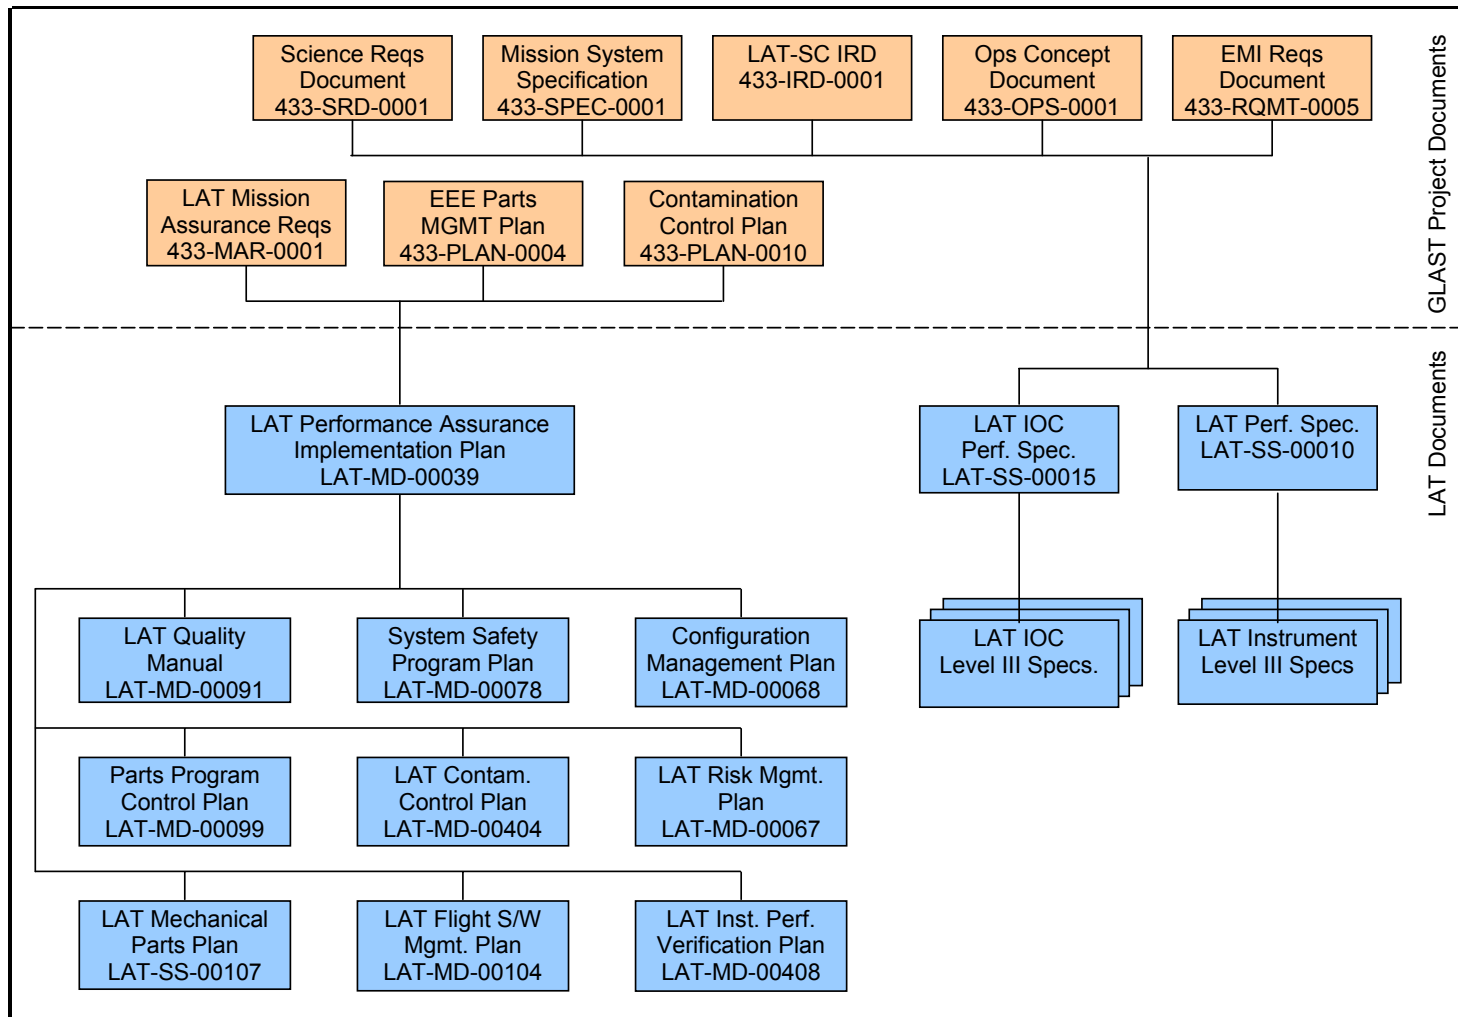 Science Reqs
Document
433-SRD-0001
Mission System
Specification
433-SPEC-0001
LAT-SC IRD
433-IRD-0001
Ops Concept
Document
433-OPS-0001
EMI Reqs
Document
433-RQMT-0005
GLAST Project Documents
LAT Mission
Assurance Reqs
433-MAR-0001
EEE Parts
MGMT Plan
433-PLAN-0004
Contamination
Control Plan
433-PLAN-0010
LAT Documents
LAT Performance Assurance
Implementation Plan
LAT-MD-00039
LAT IOC
Perf. Spec.
LAT-SS-00015
LAT Perf. Spec.
LAT-SS-00010
LAT Quality
Manual
LAT-MD-00091
System Safety
Program Plan
LAT-MD-00078
Configuration
Management Plan
LAT-MD-00068
LAT IOC
Level III Specs.
LAT Instrument
Level III Specs
Parts Program
Control Plan
LAT-MD-00099
LAT Contam.
Control Plan
LAT-MD-00404
LAT Risk Mgmt.
Plan
LAT-MD-00067
LAT Mechanical
Parts Plan
LAT-SS-00107
LAT Flight S/W
Mgmt. Plan
LAT-MD-00104
LAT Inst. Perf.
Verification Plan
LAT-MD-00408